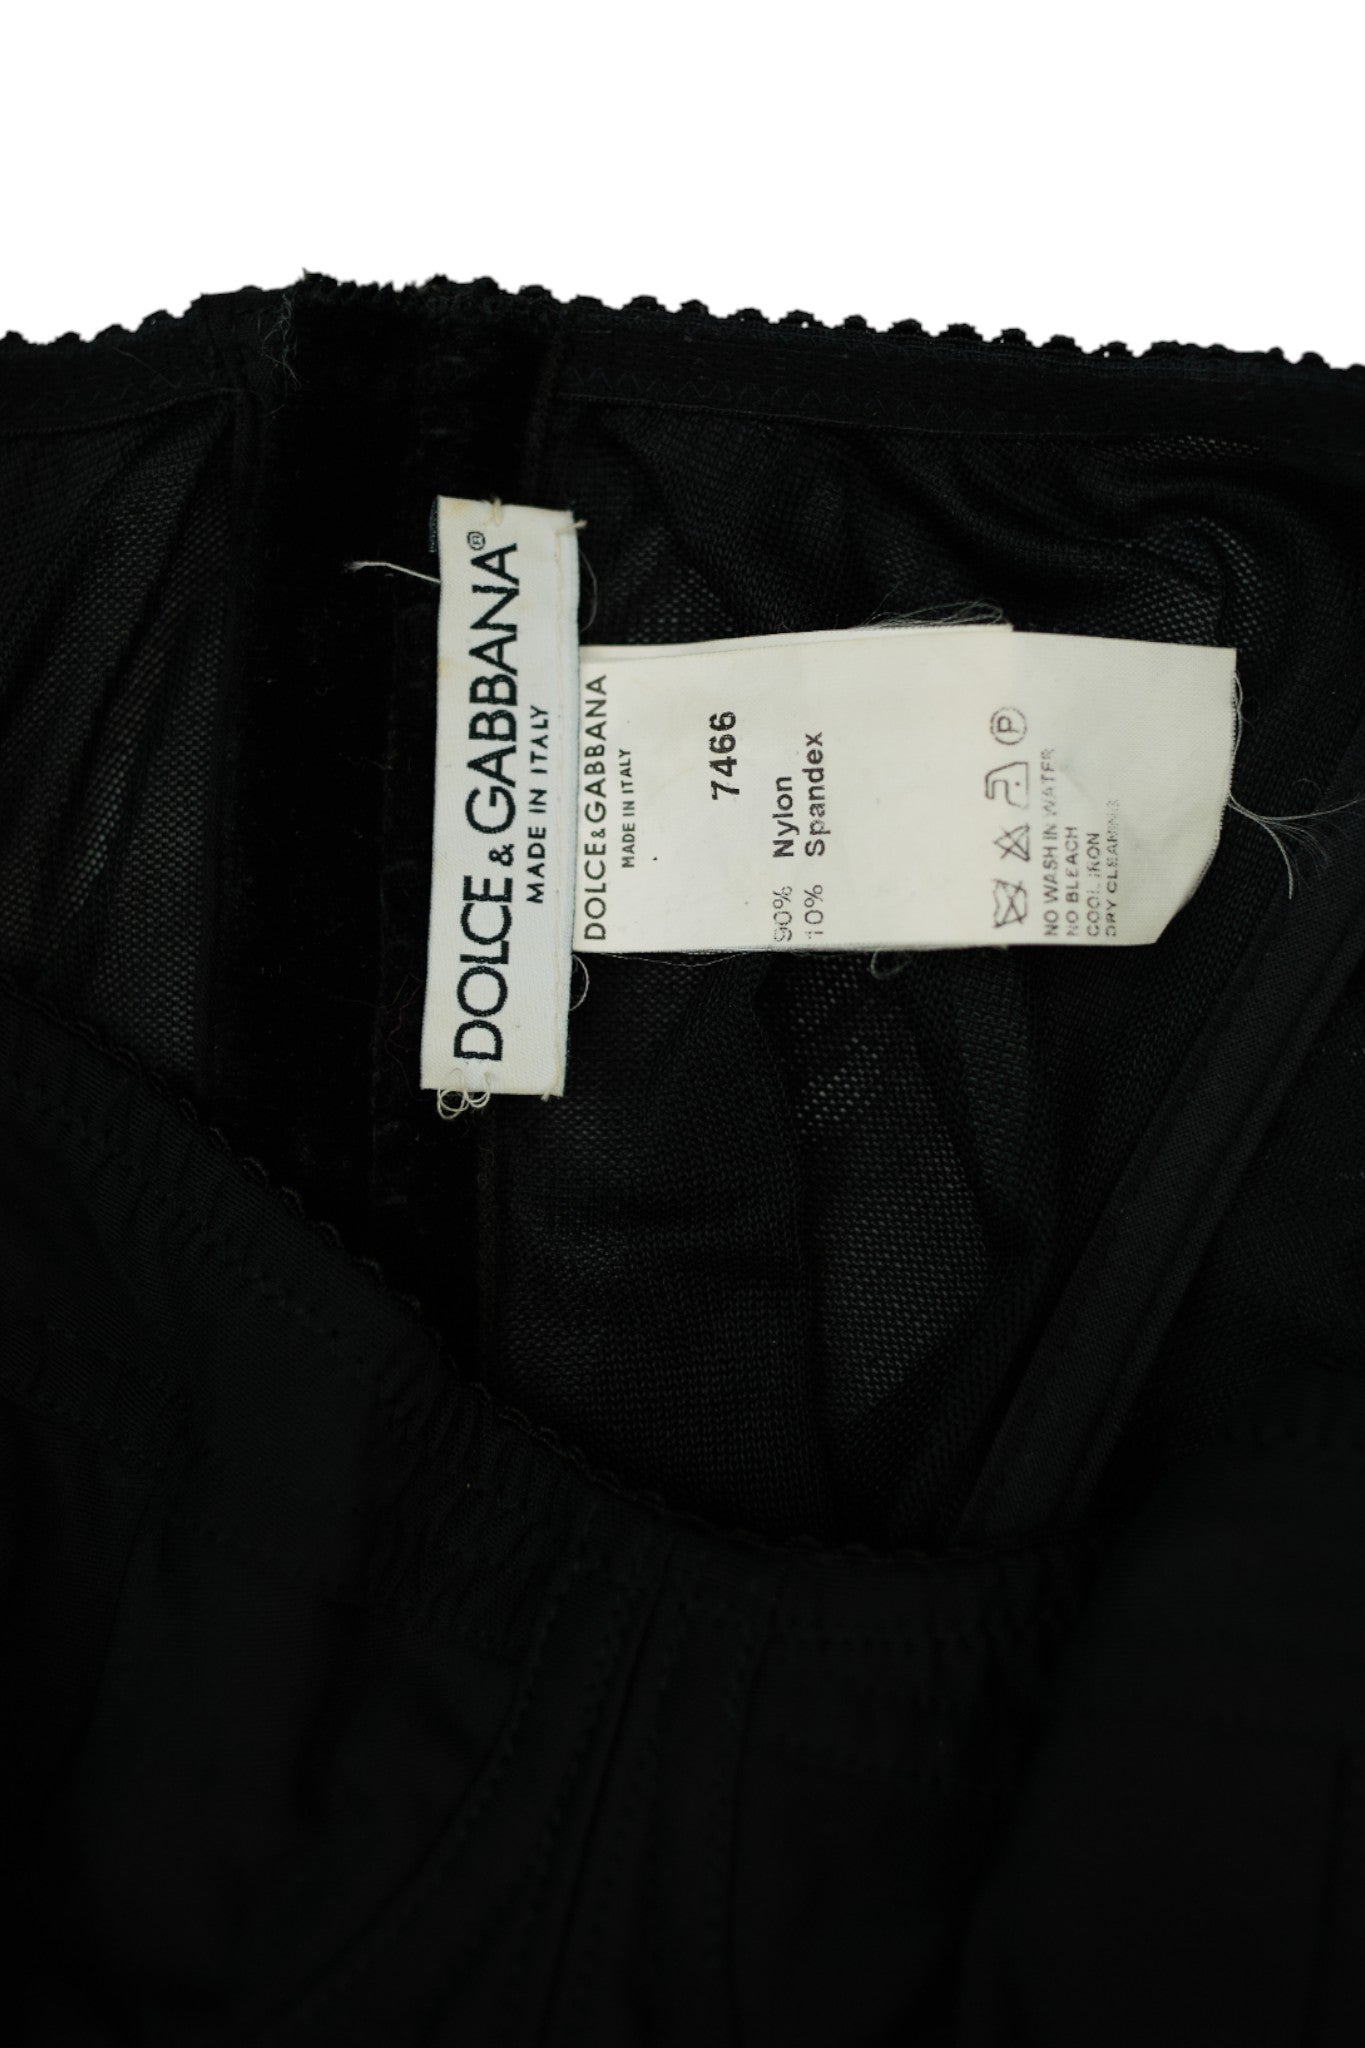 DOLCE & GABBANA®
MADE IN ITALY
DOLCE & GABBANA
MADE IN ITALY
7466
90% Nylon
10% Spandex
P
NO WASH IN WATER
NO BLEACH
COOL IRON
DRY CLEANING